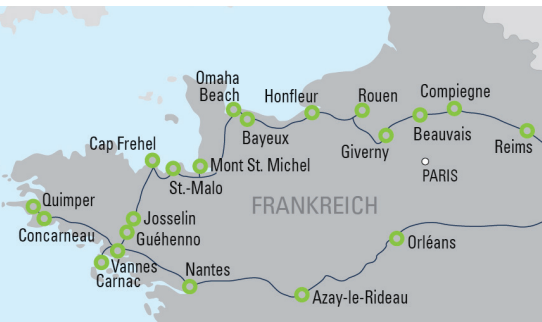 Omaha
Beach
Honfleur
Rouen
Compiegne
Bayeux
Giverny
Beauvais
Reims
Cap Frehel
St.-Malo
Mont St. Michel
PARIS
Quimper
Concarneau
Josselin
Guéhenno
FRANKREICH
Vannes
Carnac
Nantes
Orléans
Azay-le-Rideau